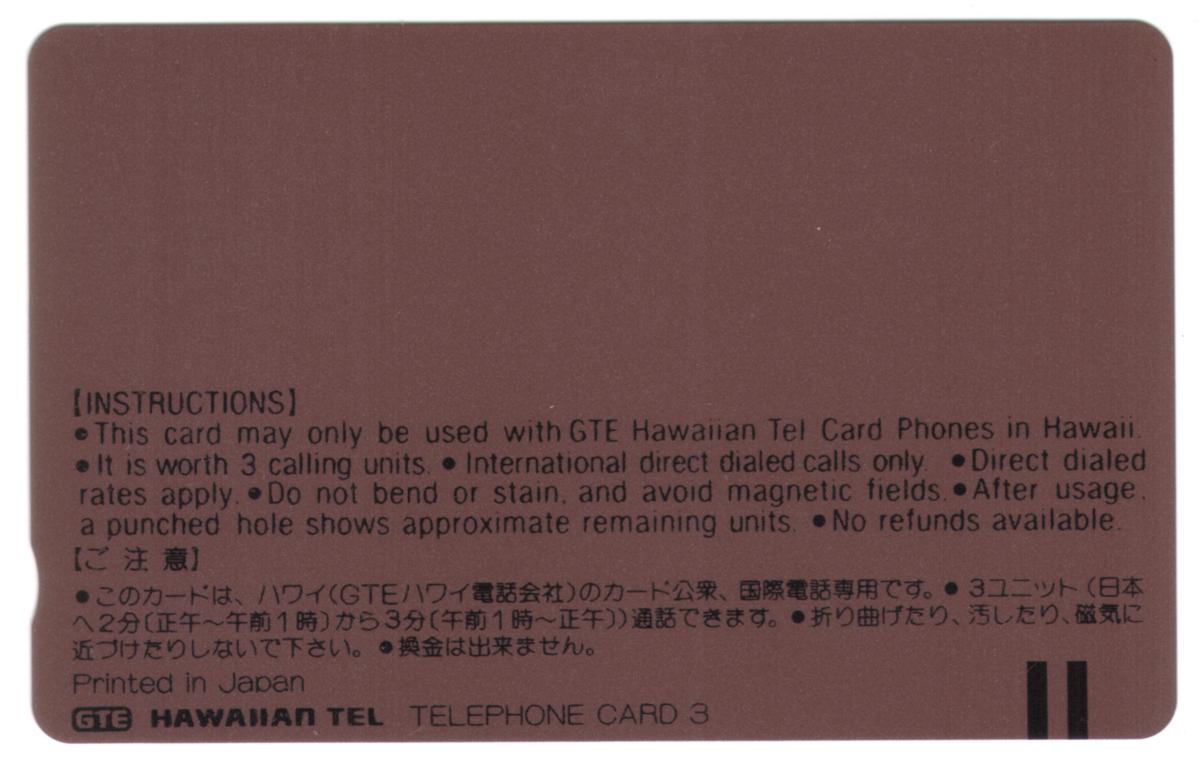 【INSTRUCTIONS】
●This card may only be used with GTE Hawaiian Tel Card Phones in Hawaii.
●It is worth 3 calling units. ●International direct dialed calls only. ●Direct dialed
rates apply. ●Do not bend or stain, and avoid magnetic fields. ●After usage,
a punched hole shows approximate remaining units. ●No refunds available.
【ご注意】
●このカードは、ハワイ(GTEハワイ電話会社)のカード公衆、国際電話専用です。●3ユニット(日本
へ2分(正午〜午前1時)から3分(午前1時〜正午))通話できます。●折り曲げたり、汚したり、磁気に
近づけたりしないで下さい。●換金は出来ません。
Printed in Japan
GTE HAWAIIAN TEL TELEPHONE CARD 3